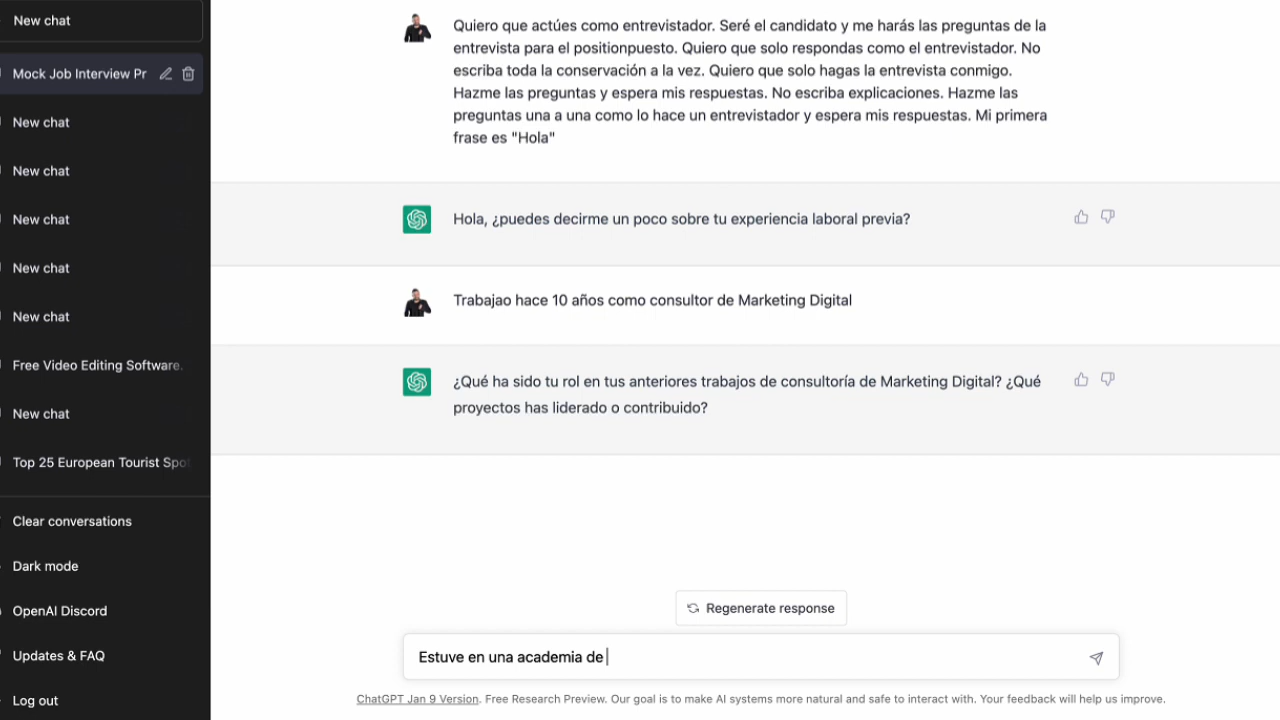 New chat
Mock Job Interview Pr
New chat
New chat
New chat
New chat
New chat
Free Video Editing Software.
New chat
Top 25 European Tourist Spo
Clear conversations
Dark mode
OpenAI Discord
Updates & FAQ
Log out
Quiero que actúes como entrevistador. Seré el candidato y me harás las preguntas de la
entrevista para el positionpuesto. Quiero que solo respondas como el entrevistador. No
escriba toda la conservación a la vez. Quiero que solo hagas la entrevista conmigo.
Hazme las preguntas y espera mis respuestas. No escriba explicaciones. Hazme las
preguntas una a una como lo hace un entrevistador y espera mis respuestas. Mi primera
frase es "Hola"
Hola, ¿puedes decirme un poco sobre tu experiencia laboral previa?
Trabajao hace 10 años como consultor de Marketing Digital
¿Qué ha sido tu rol en tus anteriores trabajos de consultoría de Marketing Digital? ¿Qué
proyectos has liderado o contribuido?
Regenerate response
Estuve en una academia de
ChatGPT Jan 9 Version. Free Research Preview. Our goal is to make AI systems more natural and safe to interact with. Your feedback will help us improve.